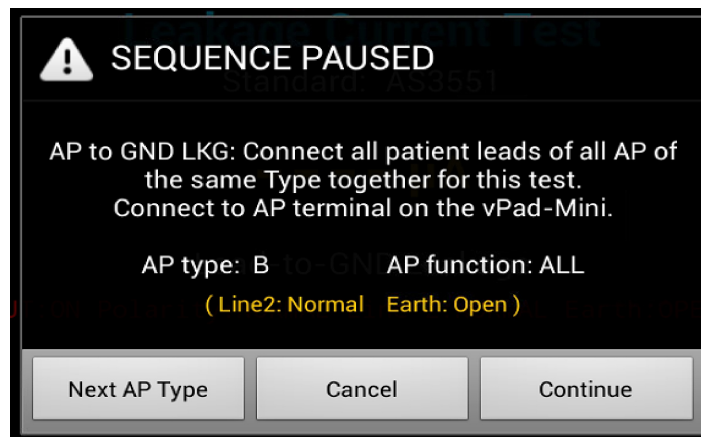 Leakage Current Test
SEQUENCE PAUSED
Standard: AS3551
AP to GND LKG: Connect all patient leads of all AP of
the same Type together for this test.
Connect to AP terminal on the vPad-Mini.
AP type: B AP function: ALL
( Line2: Normal Earth: Open )
Next AP Type Cancel Continue